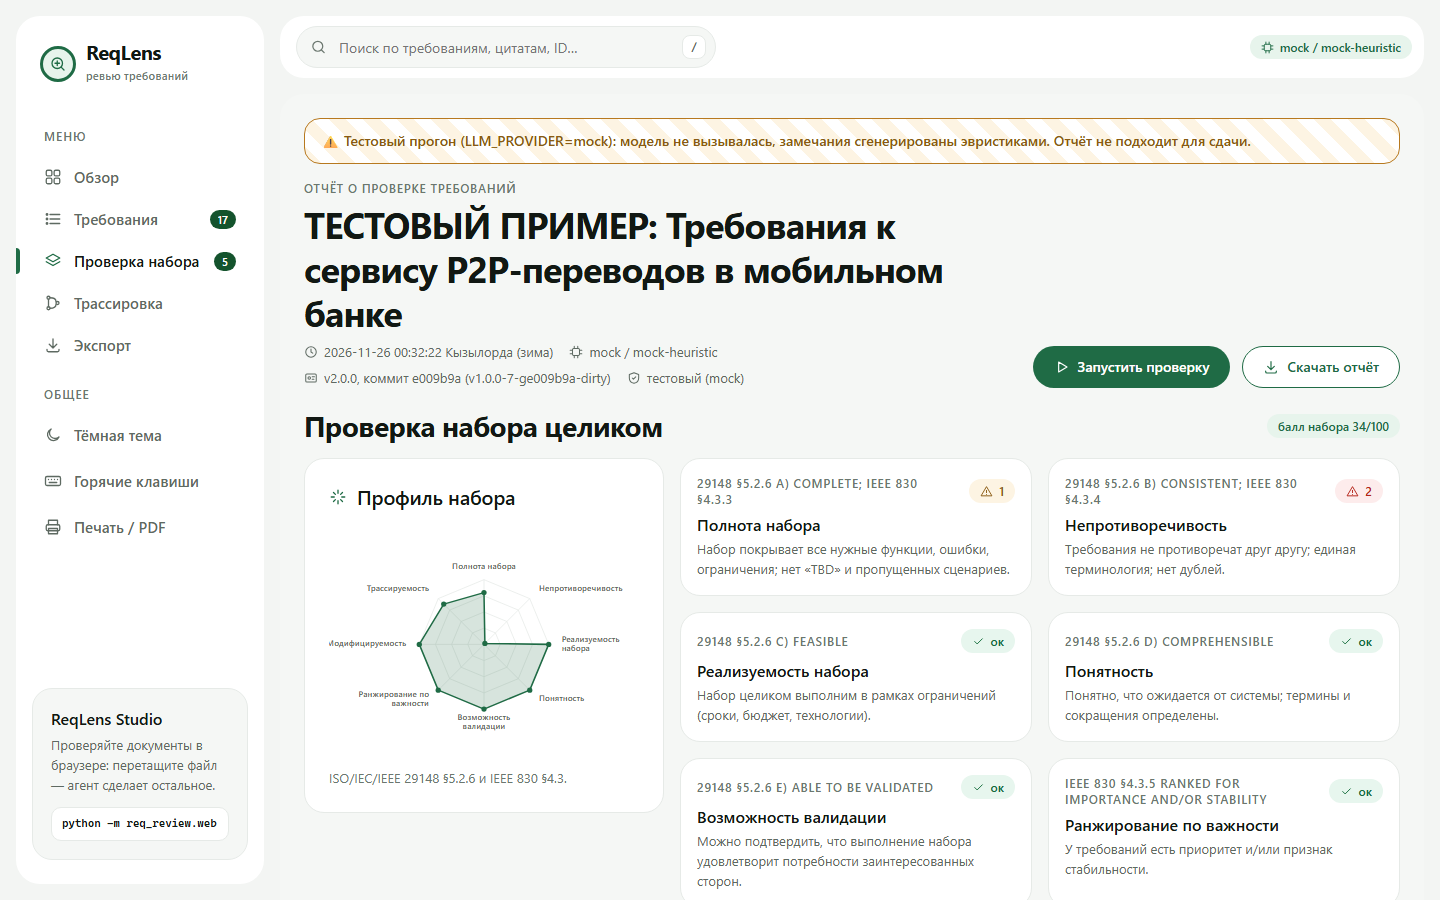 ReqLens
ревью требований
МЕНЮ
Обзор
Требования 17
Проверка набора 5
Трассировка
Экспорт
ОБЩЕЕ
Тёмная тема
Горячие клавиши
Печать / PDF
ReqLens Studio
Проверяйте документы в
браузере: перетащите файл
— агент сделает остальное.
python -m req_review.web
Поиск по требованиям, цитатам, ID...
/
mock / mock-heuristic
Тестовый прогон (LLM_PROVIDER=mock): модель не вызывалась, замечания сгенерированы эвристиками. Отчёт не подходит для сдачи.
ОТЧЁТ О ПРОВЕРКЕ ТРЕБОВАНИЙ
ТЕСТОВЫЙ ПРИМЕР: Требования к
сервису P2P-переводов в мобильном
банке
2026-11-26 00:32:22 Кызылорда (зима) mock / mock-heuristic
v2.0.0, коммит e009b9a (v1.0.0-7-ge009b9a-dirty) тестовый (mock)
Запустить проверку
Скачать отчёт
Проверка набора целиком
балл набора 34/100
Профиль набора
Полнота набора
Трассируемость
Непротиворечивость
Модифицируемость
Реализуемость
набора
Ранжирование по
важности
Понятность
Возможность
валидации
ISO/IEC/IEEE 29148 §5.2.6 и IEEE 830 §4.3.
29148 §5.2.6 A) COMPLETE; IEEE 830
§4.3.3
1
Полнота набора
Набор покрывает все нужные функции, ошибки,
ограничения; нет «TBD» и пропущенных сценариев.
29148 §5.2.6 B) CONSISTENT; IEEE 830
§4.3.4
2
Непротиворечивость
Требования не противоречат друг другу; единая
терминология; нет дублей.
29148 §5.2.6 C) FEASIBLE
ок
Реализуемость набора
Набор целиком выполним в рамках ограничений
(сроки, бюджет, технологии).
29148 §5.2.6 D) COMPREHENSIBLE
ок
Понятность
Понятно, что ожидается от системы; термины и
сокращения определены.
29148 §5.2.6 E) ABLE TO BE VALIDATED
ок
Возможность валидации
Можно подтвердить, что выполнение набора
удовлетворит потребности заинтересованных
сторон.
IEEE 830 §4.3.5 RANKED FOR
IMPORTANCE AND/OR STABILITY
ок
Ранжирование по важности
У требований есть приоритет и/или признак
стабильности.